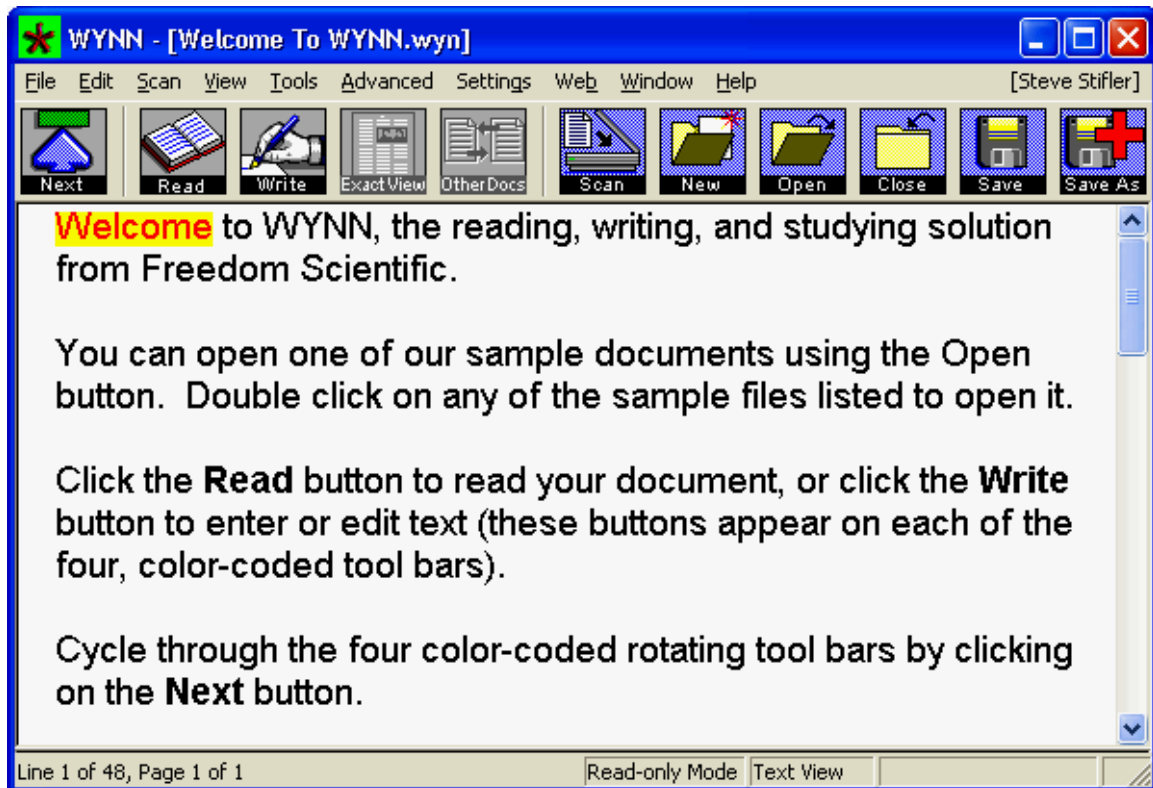 WYNN - [Welcome To WYNN.wyn]
File Edit Scan View Tools Advanced Settings Web Window Help [Steve Stifler]
Next Read Write Exact View Other Docs Scan New Open Close Save Save As
Welcome to WYNN, the reading, writing, and studying solution
from Freedom Scientific.
You can open one of our sample documents using the Open
button.  Double click on any of the sample files listed to open it.
Click the Read button to read your document, or click the Write
button to enter or edit text (these buttons appear on each of the
four, color-coded tool bars).
Cycle through the four color-coded rotating tool bars by clicking
on the Next button.
Line 1 of 48, Page 1 of 1 Read-only Mode Text View